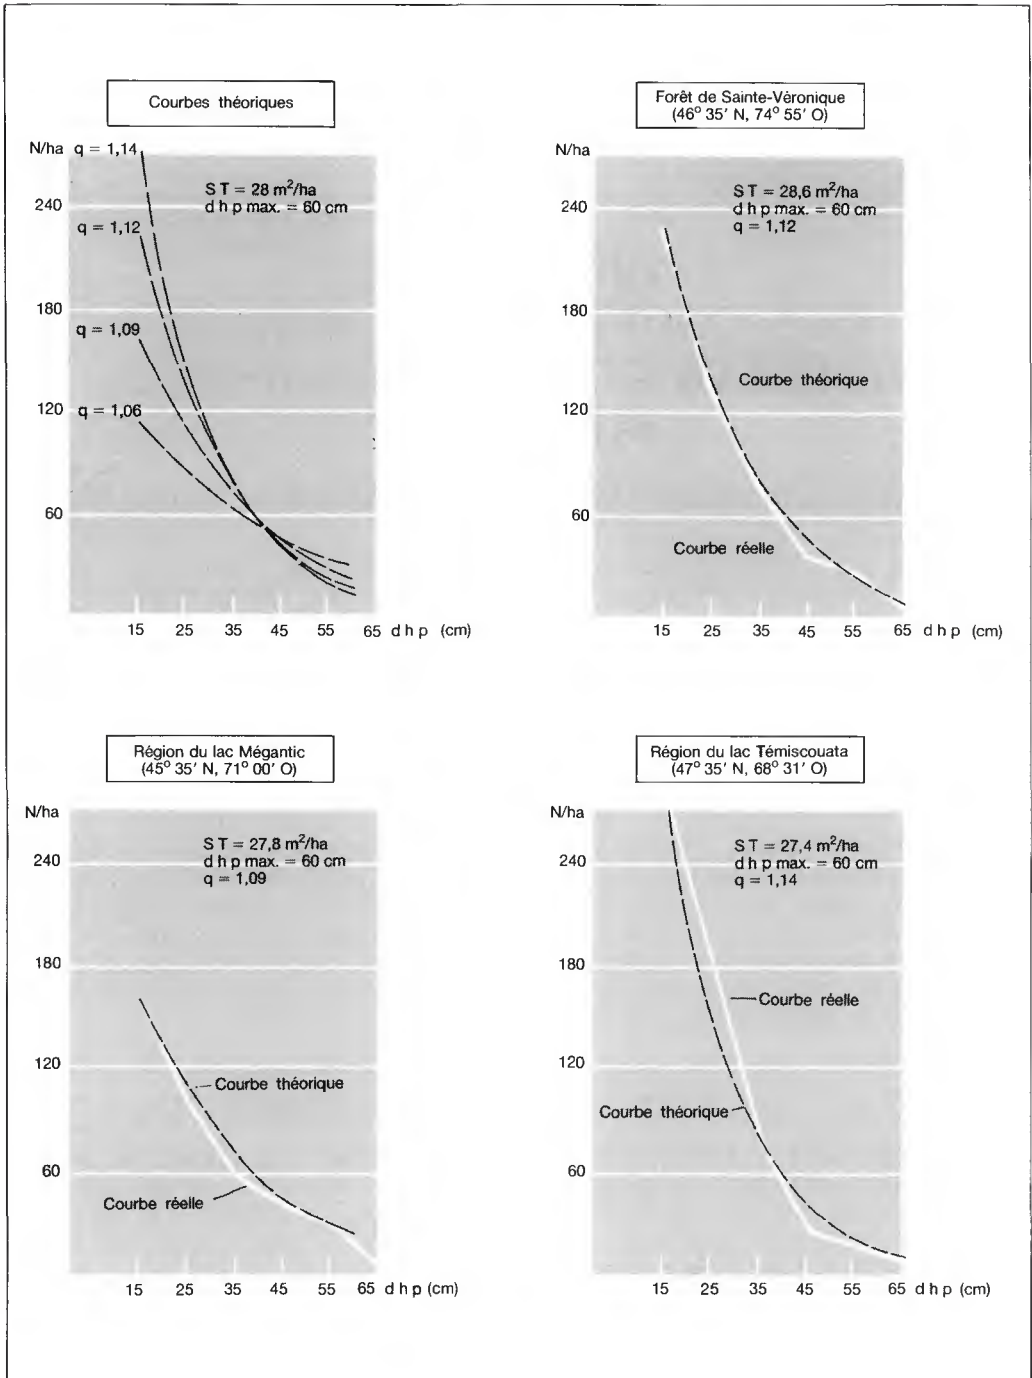 Courbes théoriques
N/ha q = 1,14
S T = 28 m²/ha
240
d h p max. = 60 cm
q = 1,12
180
q = 1,09
120
q = 1,06
60
15 25 35 45 55 65 d h p (cm)
Forêt de Sainte-Véronique
(46° 35' N, 74° 55' O)
N/ha
S T = 28,6 m²/ha
240
d h p max. = 60 cm
q = 1,12
180
Courbe théorique
120
60
Courbe réelle
15 25 35 45 55 65 d h p (cm)
Région du lac Mégantic
(45° 35' N, 71° 00' O)
N/ha
S T = 27,8 m²/ha
240
d h p max. = 60 cm
q = 1,09
180
120
Courbe théorique
60
Courbe réelle
15 25 35 45 55 65 d h p (cm)
Région du lac Témiscouata
(47° 35' N, 68° 31' O)
N/ha
S T = 27,4 m²/ha
240
d h p max. = 60 cm
q = 1,14
180
Courbe réelle
120
Courbe théorique
60
15 25 35 45 55 65 d h p (cm)